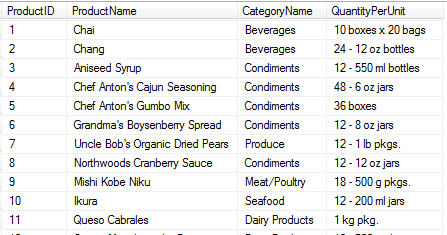 ProductID ProductName CategoryName QuantityPerUnit
1 Chai Beverages 10 boxes x 20 bags
2 Chang Beverages 24 - 12 oz bottles
3 Aniseed Syrup Condiments 12 - 550 ml bottles
4 Chef Anton's Cajun Seasoning Condiments 48 - 6 oz jars
5 Chef Anton's Gumbo Mix Condiments 36 boxes
6 Grandma's Boysenberry Spread Condiments 12 - 8 oz jars
7 Uncle Bob's Organic Dried Pears Produce 12 - 1 lb pkgs.
8 Northwoods Cranberry Sauce Condiments 12 - 12 oz jars
9 Mishi Kobe Niku Meat/Poultry 18 - 500 g pkgs.
10 Ikura Seafood 12 - 200 ml jars
11 Queso Cabrales Dairy Products 1 kg pkg.